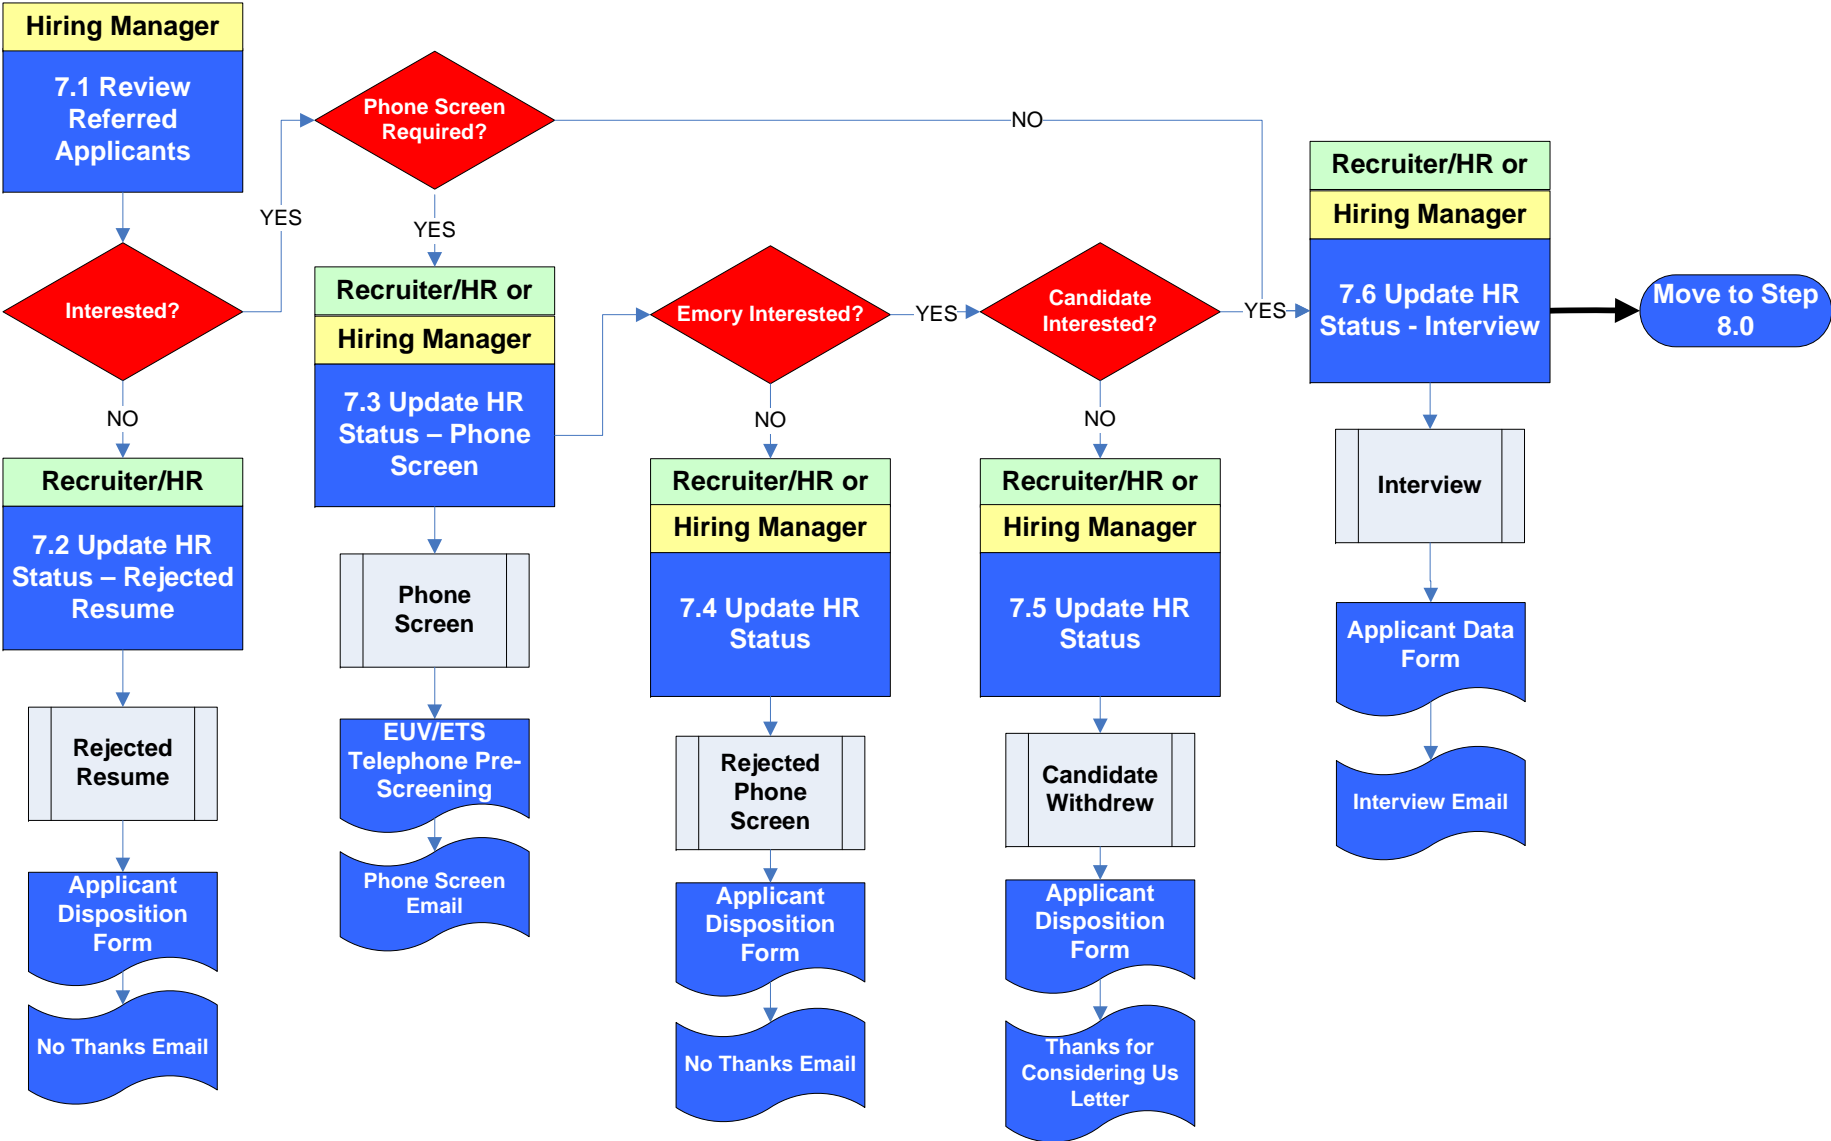 Hiring Manager
7.1 Review
Referred
Applicants
Interested?
YES
NO
Recruiter/HR
7.2 Update HR
Status – Rejected
Resume
Rejected
Resume
Applicant
Disposition
Form
No Thanks Email
Phone Screen
Required?
NO
YES
Recruiter/HR or
Hiring Manager
7.3 Update HR
Status – Phone
Screen
Phone
Screen
EUV/ETS
Telephone Pre-
Screening
Phone Screen
Email
Emory Interested?
YES
NO
Recruiter/HR or
Hiring Manager
7.4 Update HR
Status
Rejected
Phone
Screen
Applicant
Disposition
Form
No Thanks Email
Candidate
Interested?
YES
NO
Recruiter/HR or
Hiring Manager
7.5 Update HR
Status
Candidate
Withdrew
Applicant
Disposition
Form
Thanks for
Considering Us
Letter
Recruiter/HR or
Hiring Manager
7.6 Update HR
Status - Interview
Interview
Applicant Data
Form
Interview Email
Move to Step
8.0